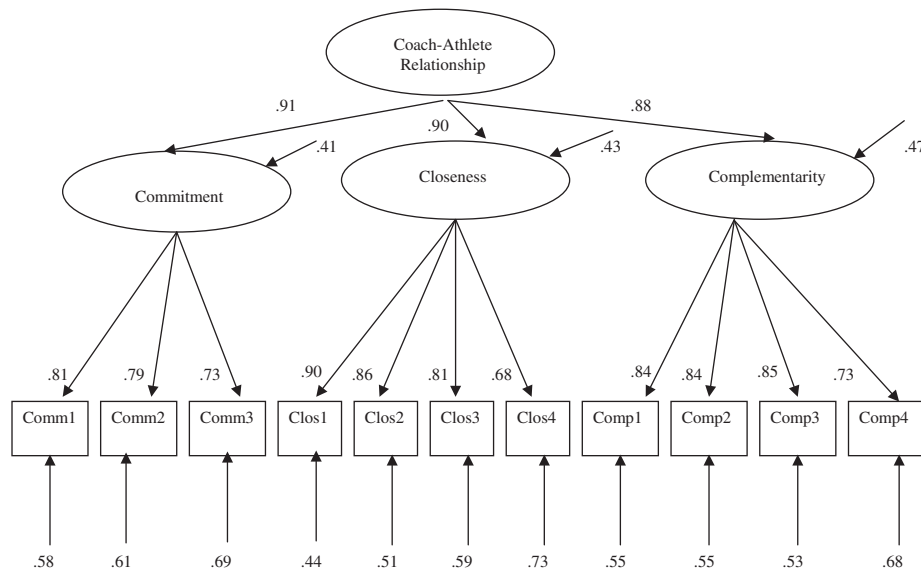 Coach-Athlete
Relationship
.91
.90
.88
.41
.43
.47
Commitment
Closeness
Complementarity
.81
.79
.73
.90
.86
.81
.68
.84
.84
.85
.73
Comm1
Comm2
Comm3
Clos1
Clos2
Clos3
Clos4
Comp1
Comp2
Comp3
Comp4
.58
.61
.69
.44
.51
.59
.73
.55
.55
.53
.68